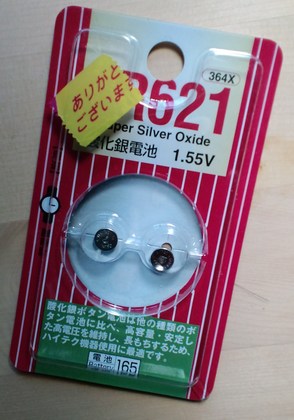 364X
ありがとうございます
R621
per Silver Oxide
化銀電池 1.55V
酸化銀ボタン電池は他の種類のボ
タン電池に比べ、高容量・安定し
た高電圧を維持し、長もちするため、
ハイテク機器使用に最適です。
電池
Battery
165